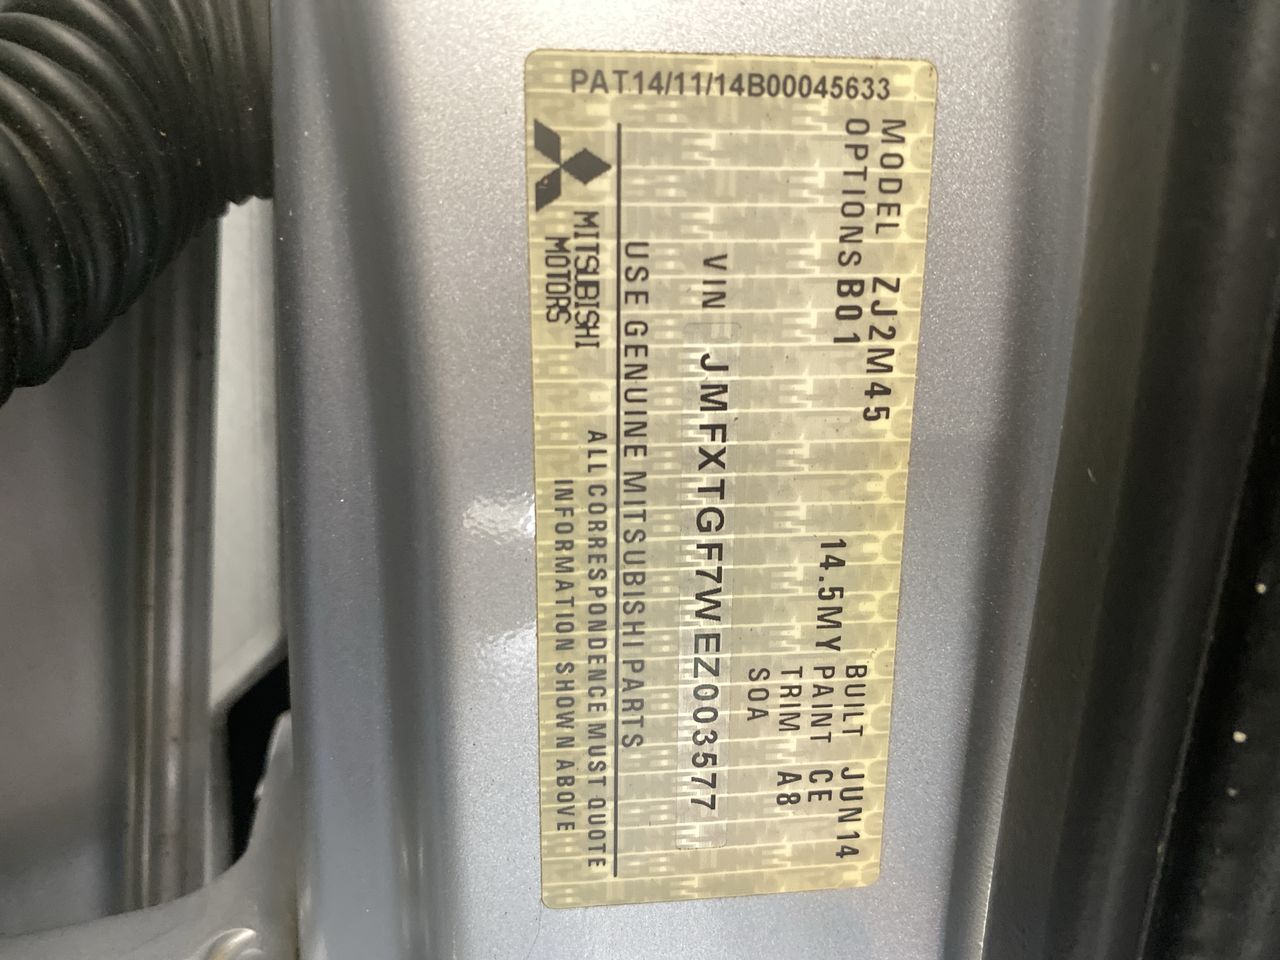 PAT14/11/14B00045633
MODEL ZJ2M45
OPTIONS B01
14.5MY
BUILT JUN14
PAINT CE
TRIM A8
SOA
VIN JMFXTGF7WEZ003577
USE GENUINE MITSUBISHI PARTS
MITSUBISHI
MOTORS
ALL CORRESPONDENCE MUST QUOTE
INFORMATION SHOWN ABOVE